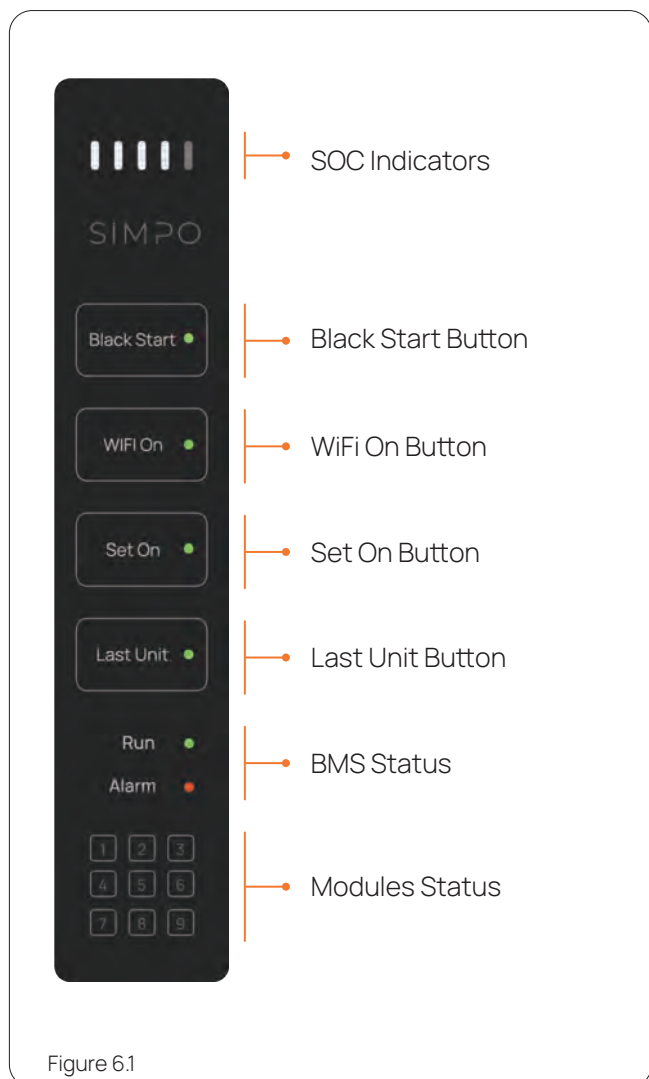 SOC Indicators
SIMPO
Black Start
Black Start Button
WIFI On
WiFi On Button
Set On
Set On Button
Last Unit
Last Unit Button
Run
BMS Status
Alarm
1 2 3
4 5 6
Modules Status
7 8 9
Figure 6.1